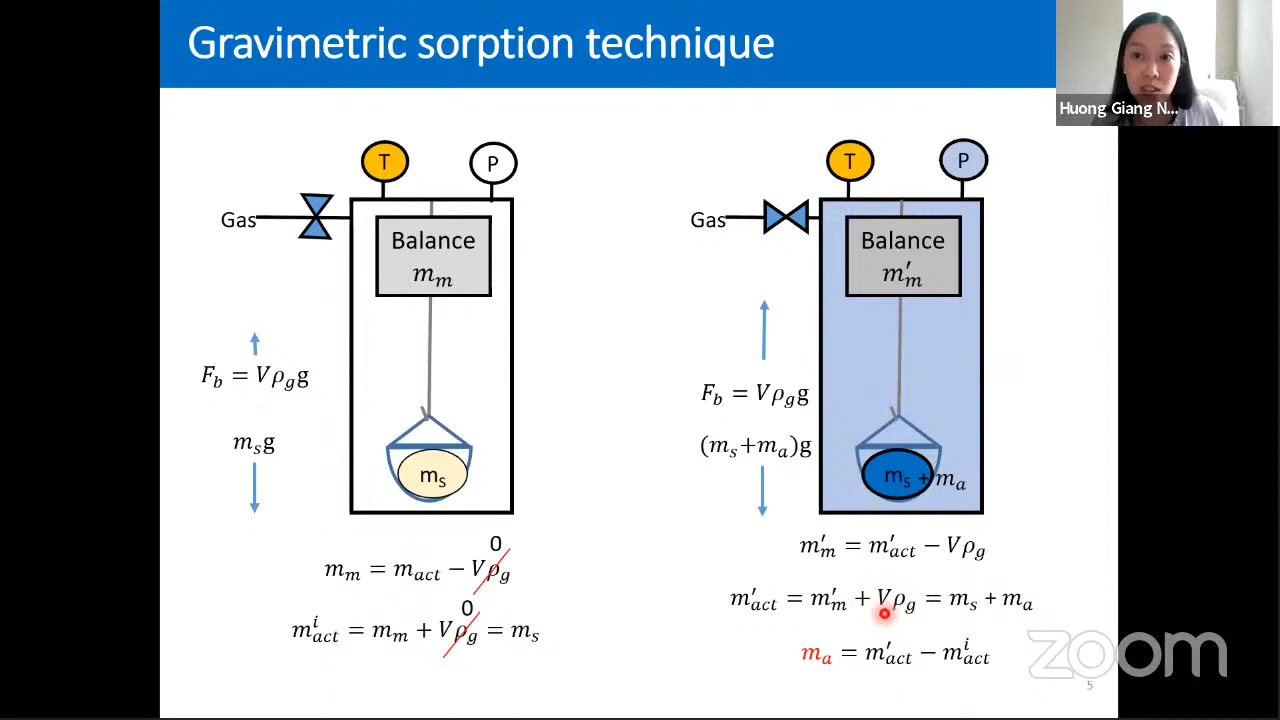 Gravimetric sorption technique
Huong Giang N...
T
P
Gas
Balance
m_m
F_b = Vρ_g g
m_s g
m_s
0
m_m = m_act − Vρ_g
0
m^i_act = m_m + Vρ_g = m_s
T
P
Gas
Balance
m′_m
F_b = Vρ_g g
(m_s+m_a)g
m_s + m_a
m′_m = m′_act − Vρ_g
m′_act = m′_m + Vρ_g = m_s + m_a
m_a = m′_act − m^i_act
zoom
5